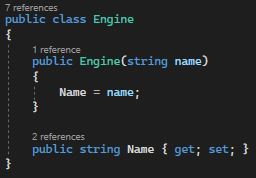 7 references
public class Engine
{
1 reference
public Engine(string name)
{
Name = name;
}
2 references
public string Name { get; set; }
}